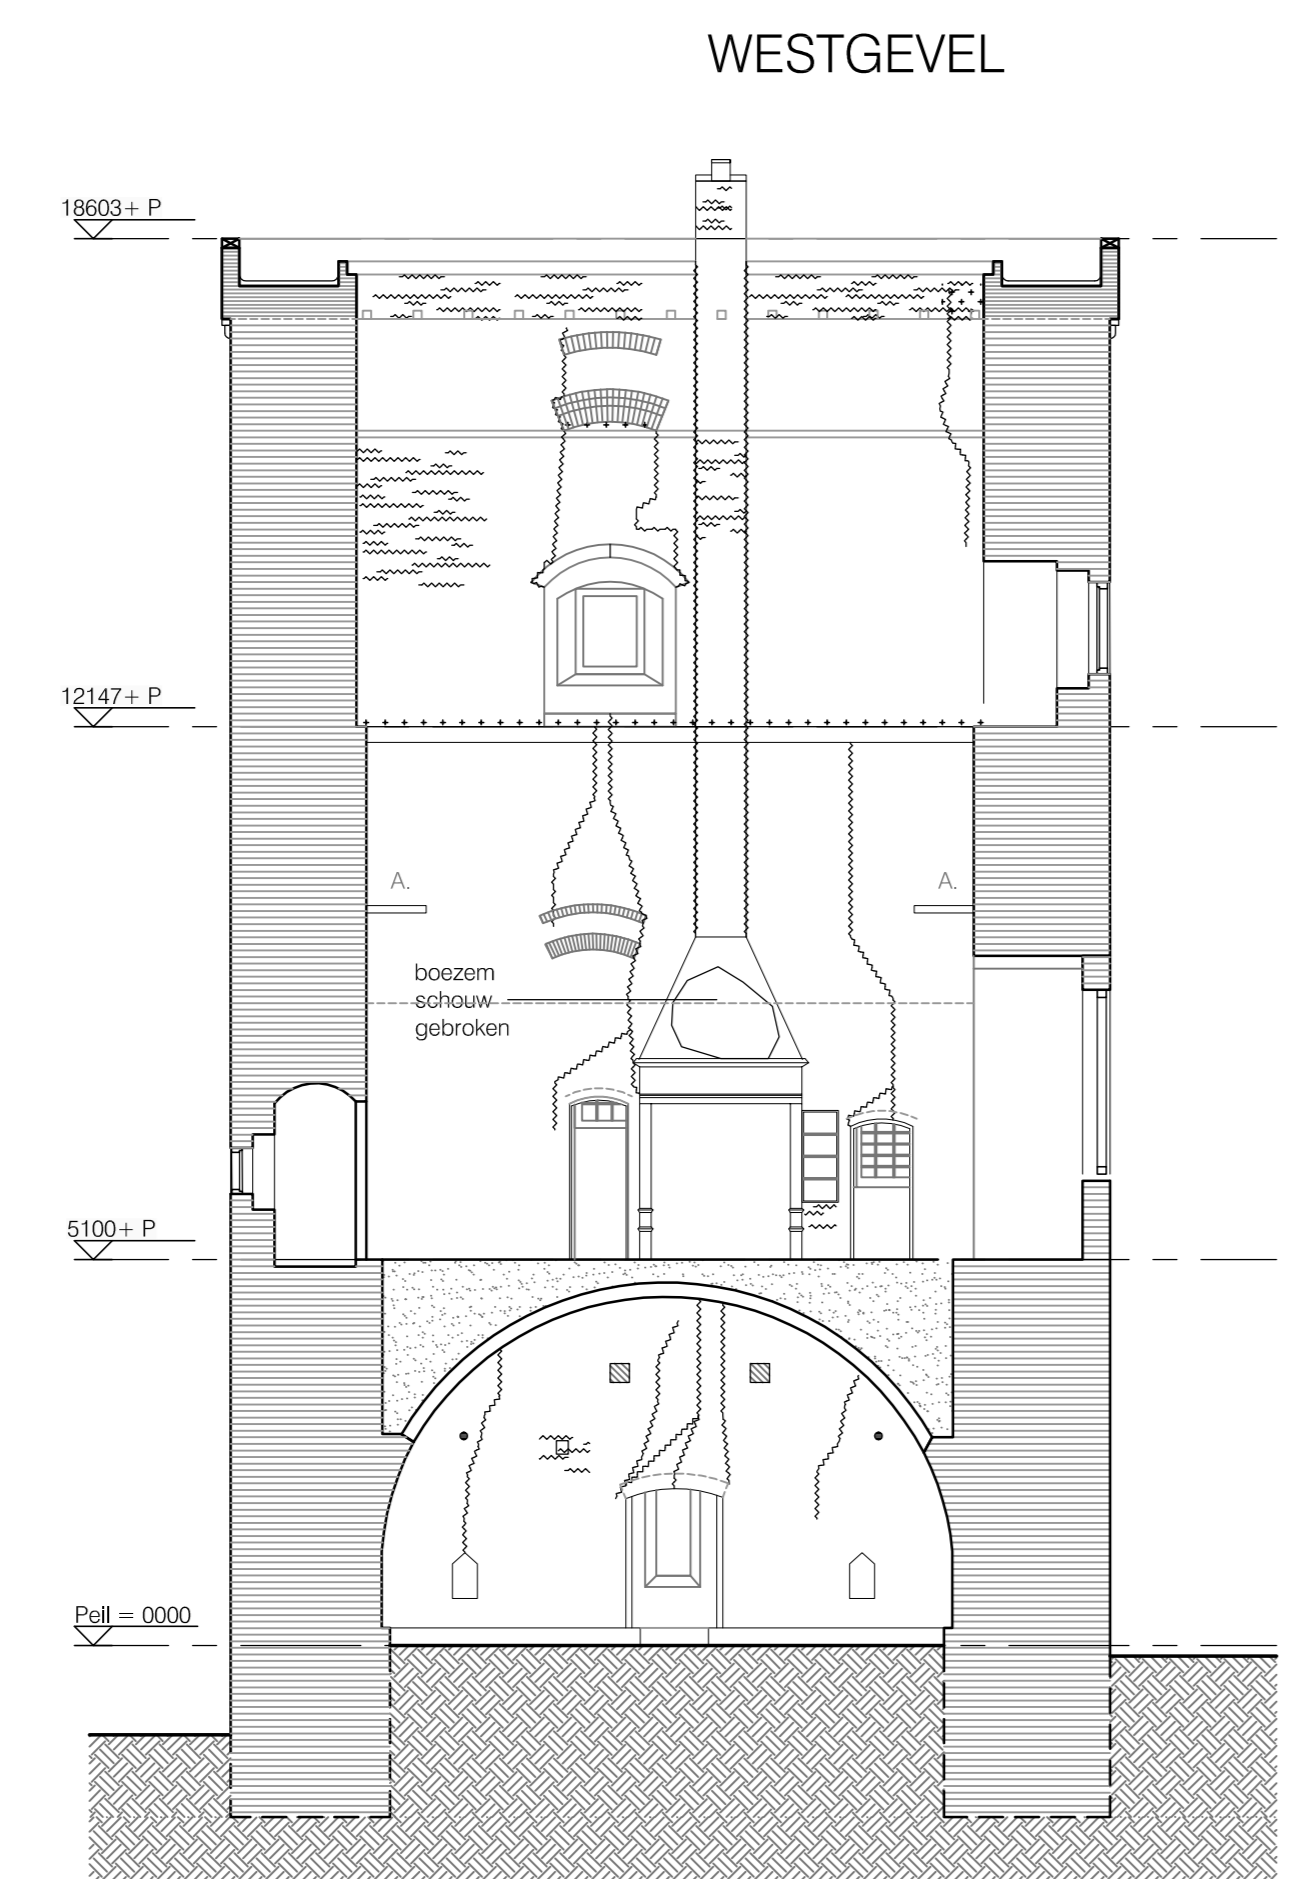 WESTGEVEL
18603+ P
12147+ P
A.
A.
boezem
schouw
gebroken
5100+ P
Peil = 0000